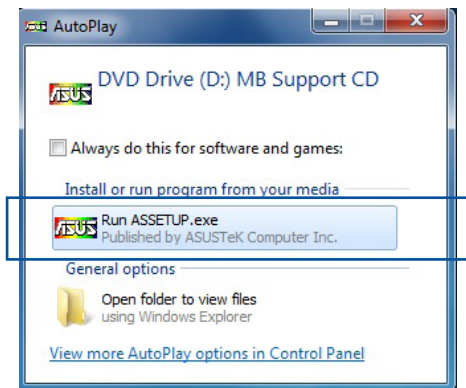 AutoPlay
DVD Drive (D:) MB Support CD
Always do this for software and games:
Install or run program from your media
Run ASSETUP.exe
Published by ASUSTeK Computer Inc.
General options
Open folder to view files
using Windows Explorer
View more AutoPlay options in Control Panel